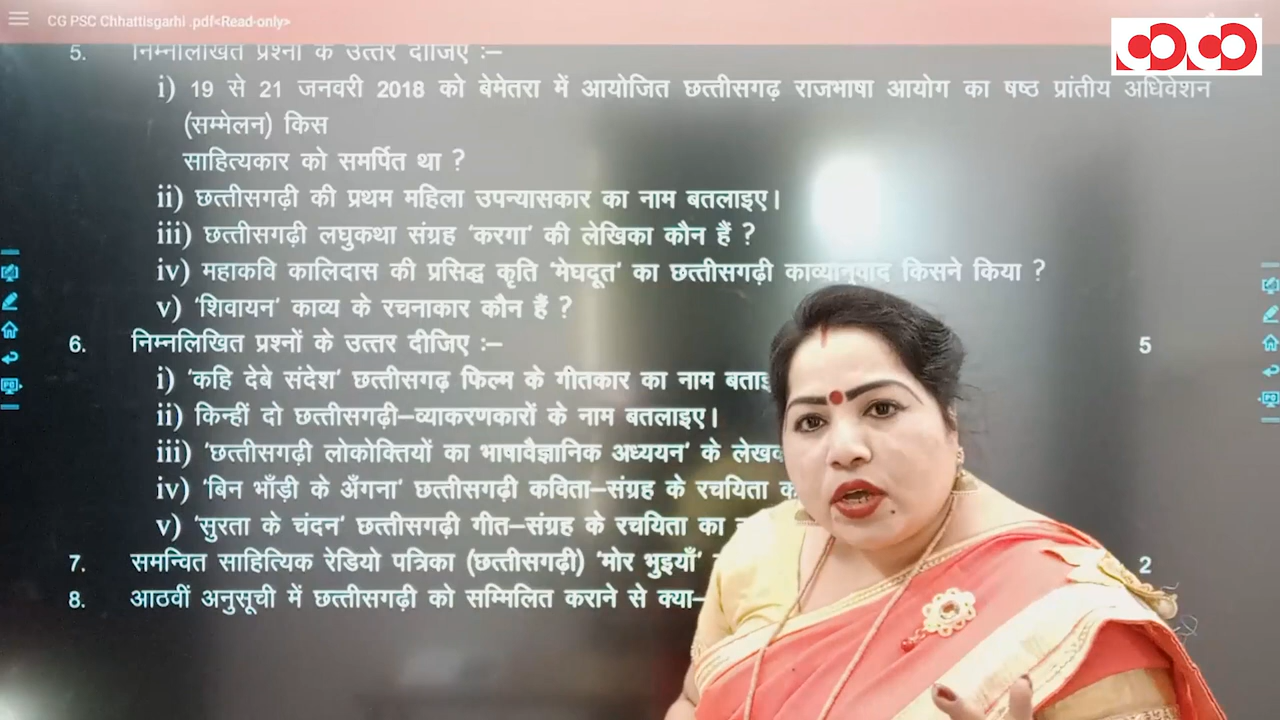 CG PSC Chhattisgarhi .pdf<Read-only>
5. निम्नलिखित प्रश्नों के उत्तर दीजिए :–
i) 19 से 21 जनवरी 2018 को बेमेतरा में आयोजित छत्तीसगढ़ राजभाषा आयोग का षष्ठ प्रांतीय अधिवेशन
(सम्मेलन) किस
साहित्यकार को समर्पित था ?
ii) छत्तीसगढ़ी की प्रथम महिला उपन्यासकार का नाम बतलाइए।
iii) छत्तीसगढ़ी लघुकथा संग्रह ‘करगा’ की लेखिका कौन हैं ?
iv) महाकवि कालिदास की प्रसिद्ध कृति ‘मेघदूत’ का छत्तीसगढ़ी काव्यानुवाद किसने किया ?
v) ‘शिवायन’ काव्य के रचनाकार कौन हैं ?
6. निम्नलिखित प्रश्नों के उत्तर दीजिए :– 5
i) ‘कहि देबे संदेश’ छत्तीसगढ़ फिल्म के गीतकार का नाम
ii) किन्हीं दो छत्तीसगढ़ी–व्याकरणकारों के नाम बतलाइए।
iii) ‘छत्तीसगढ़ी लोकोक्तियों का भाषावैज्ञानिक अध्ययन’ के
iv) ‘बिन भाँड़ी के अँगना’ छत्तीसगढ़ी कविता–संग्रह के रचयिता
v) ‘सुरता के चंदन’ छत्तीसगढ़ी गीत–संग्रह के रचयिता का
7. समन्वित साहित्यिक रेडियो पत्रिका (छत्तीसगढ़ी) ‘मोर भुइयाँ’ 2
8. आठवीं अनुसूची में छत्तीसगढ़ी को सम्मिलित कराने से क्या–